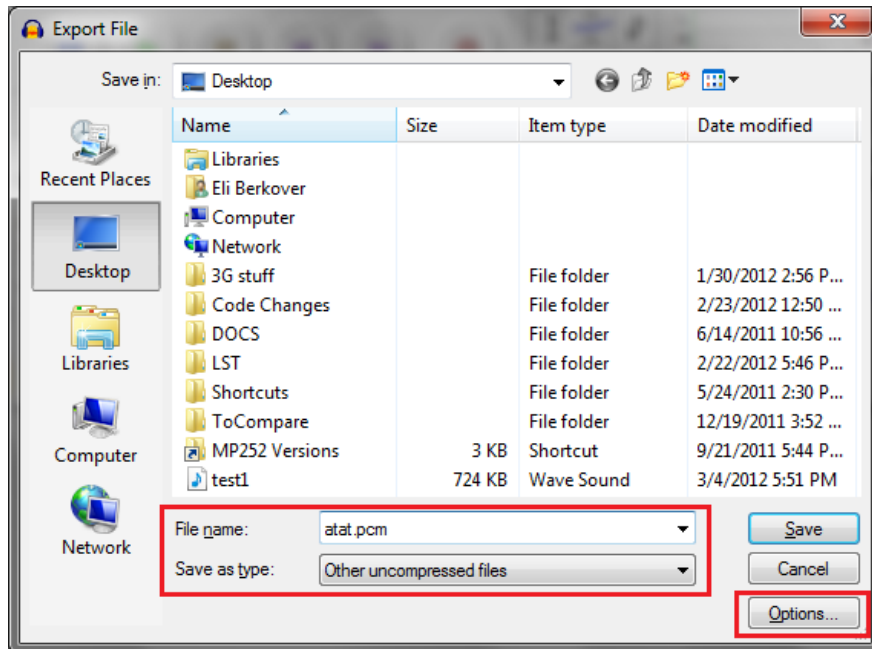 Export File
Save in: Desktop
Name Size Item type Date modified
Recent Places
Desktop
Libraries
Computer
Network
Libraries
Eli Berkover
Computer
Network
3G stuff File folder 1/30/2012 2:56 P...
Code Changes File folder 2/23/2012 12:50 ...
DOCS File folder 6/14/2011 10:56 ...
LST File folder 2/22/2012 5:46 P...
Shortcuts File folder 5/24/2011 2:30 P...
ToCompare File folder 12/19/2011 3:52 ...
MP252 Versions 3 KB Shortcut 9/21/2011 5:44 P...
test1 724 KB Wave Sound 3/4/2012 5:51 PM
File name: atat.pcm Save
Save as type: Other uncompressed files Cancel
Options...